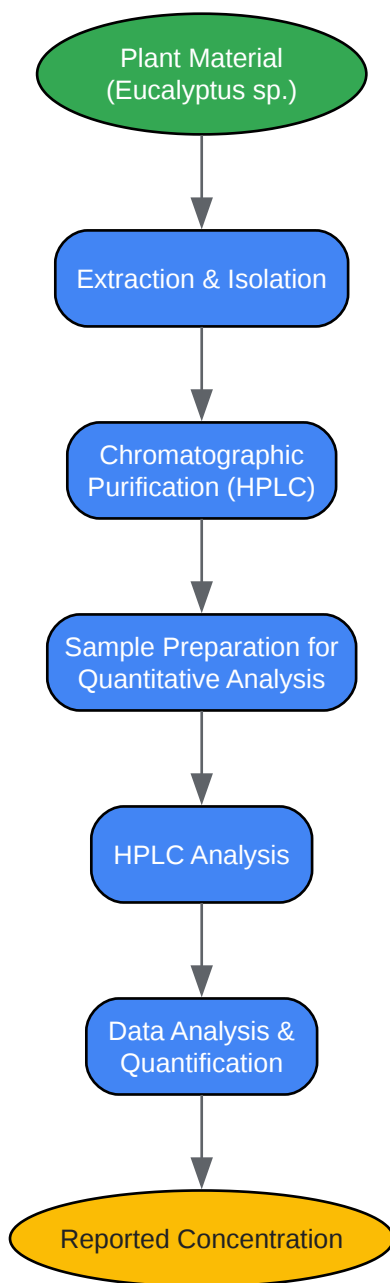 Plant Material
(Eucalyptus sp.)
Extraction & Isolation
Chromatographic
Purification (HPLC)
Sample Preparation for
Quantitative Analysis
HPLC Analysis
Data Analysis &
Quantification
Reported Concentration